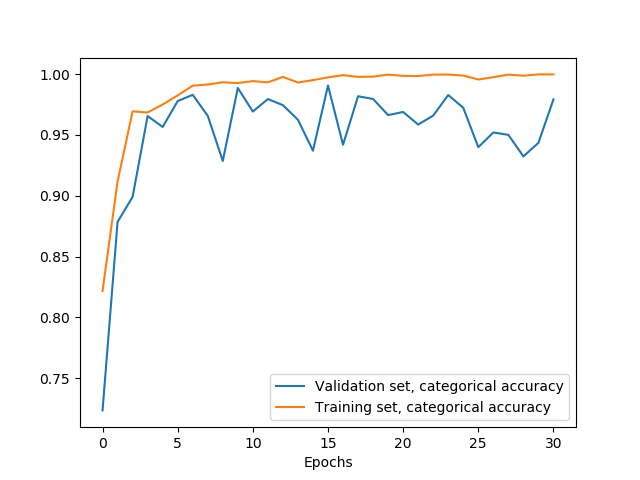 1.00
0.95
0.90
0.85
0.80
0.75
Validation set, categorical accuracy
Training set, categorical accuracy
0 5 10 15 20 25 30
Epochs